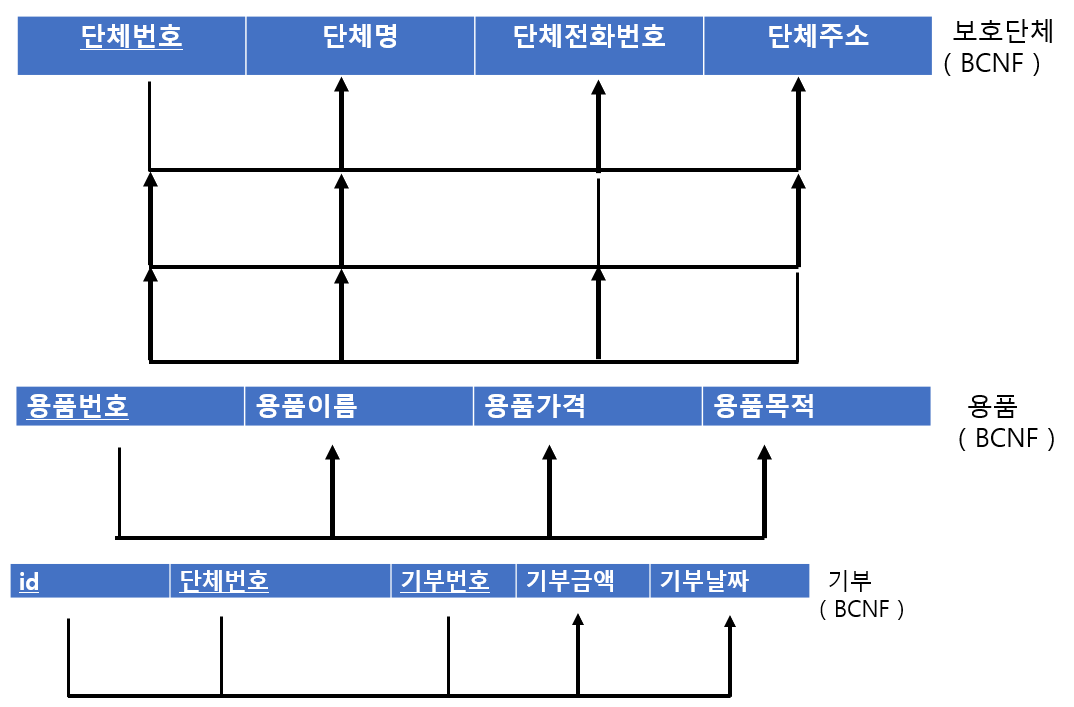 단체번호 단체명 단체전화번호 단체주소 보호단체
( BCNF )
용품번호 용품이름 용품가격 용품목적 용품
( BCNF )
id 단체번호 기부번호 기부금액 기부날짜 기부
( BCNF )